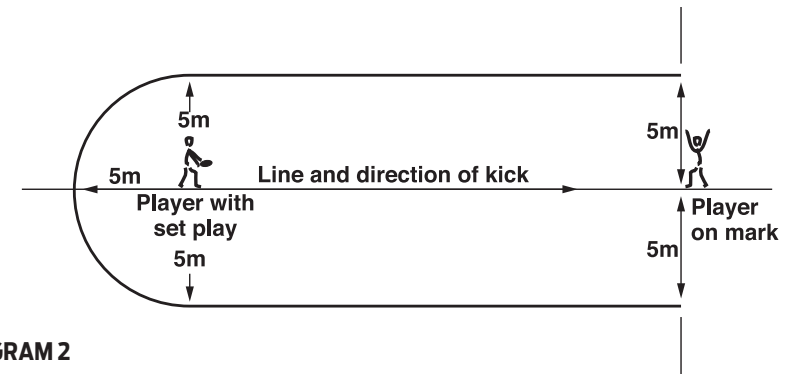 5m
5m
5m
Line and direction of kick
Player with
set play
Player
on mark
5m
5m
GRAM 2